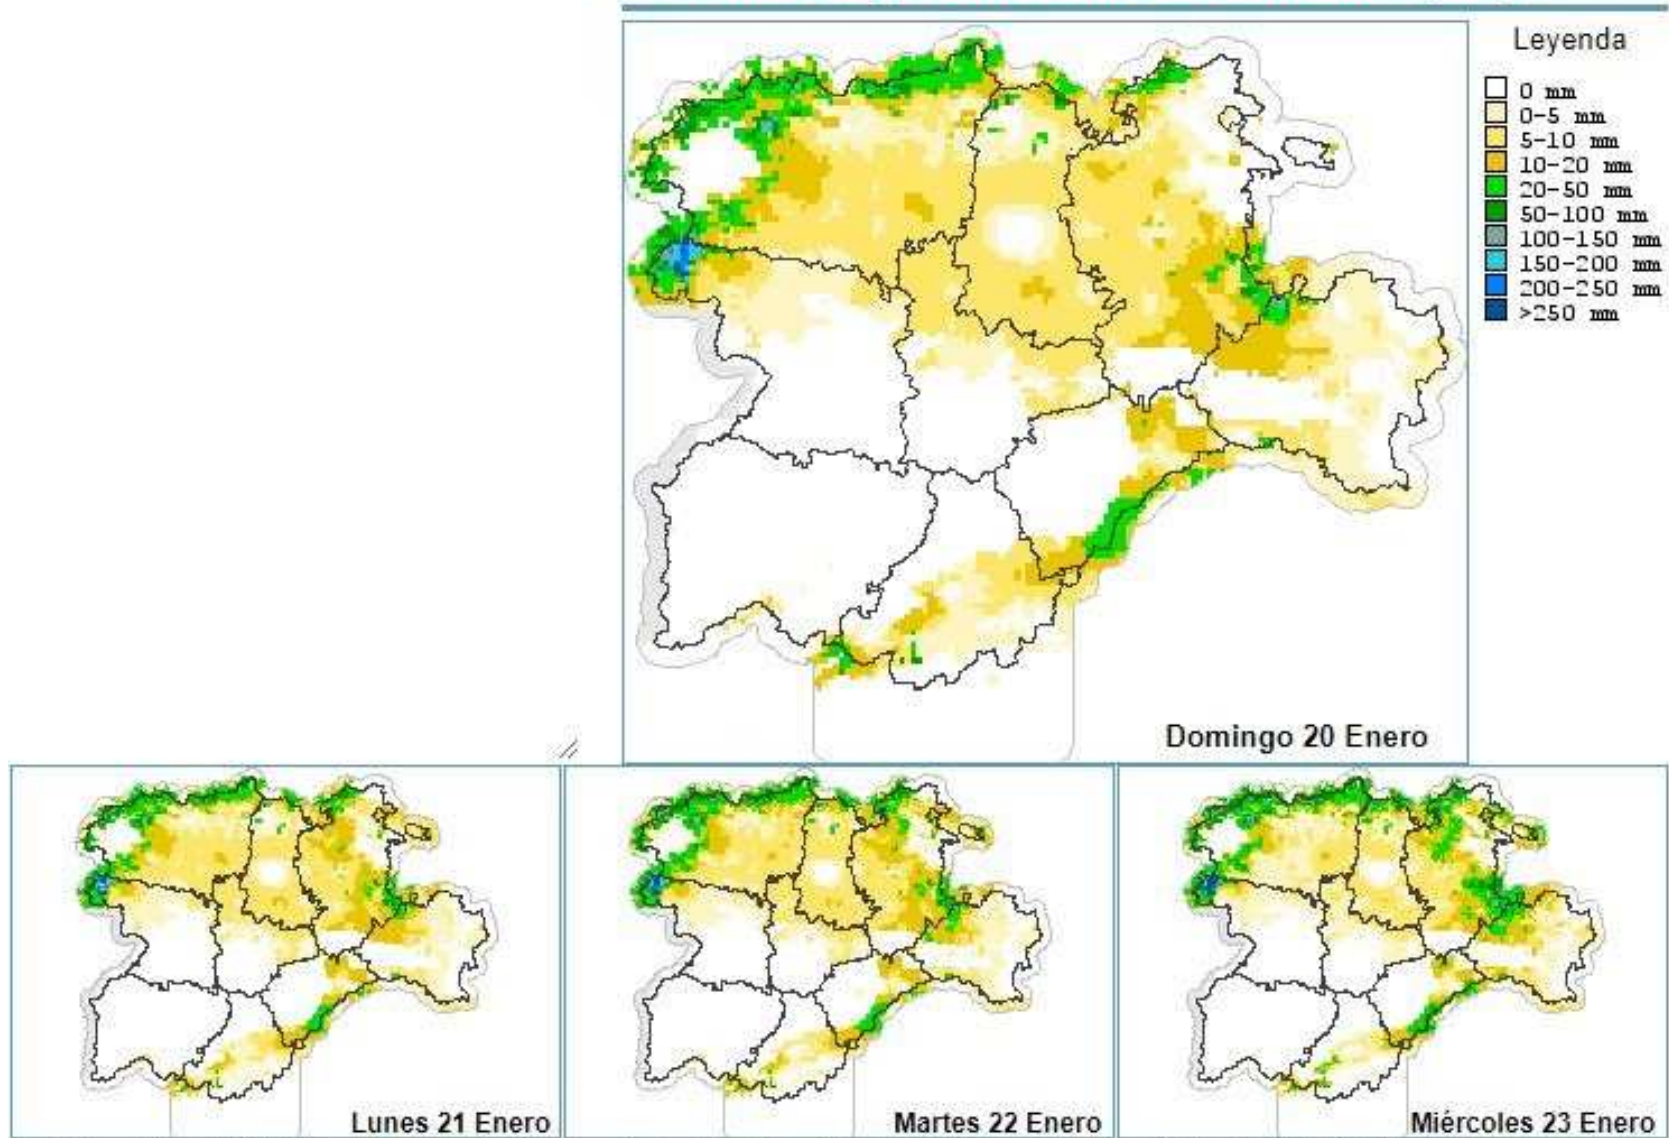 Leyenda
0 mm
0-5 mm
5-10 mm
10-20 mm
20-50 mm
50-100 mm
100-150 mm
150-200 mm
200-250 mm
>250 mm
Domingo 20 Enero
Lunes 21 Enero
Martes 22 Enero
Miércoles 23 Enero